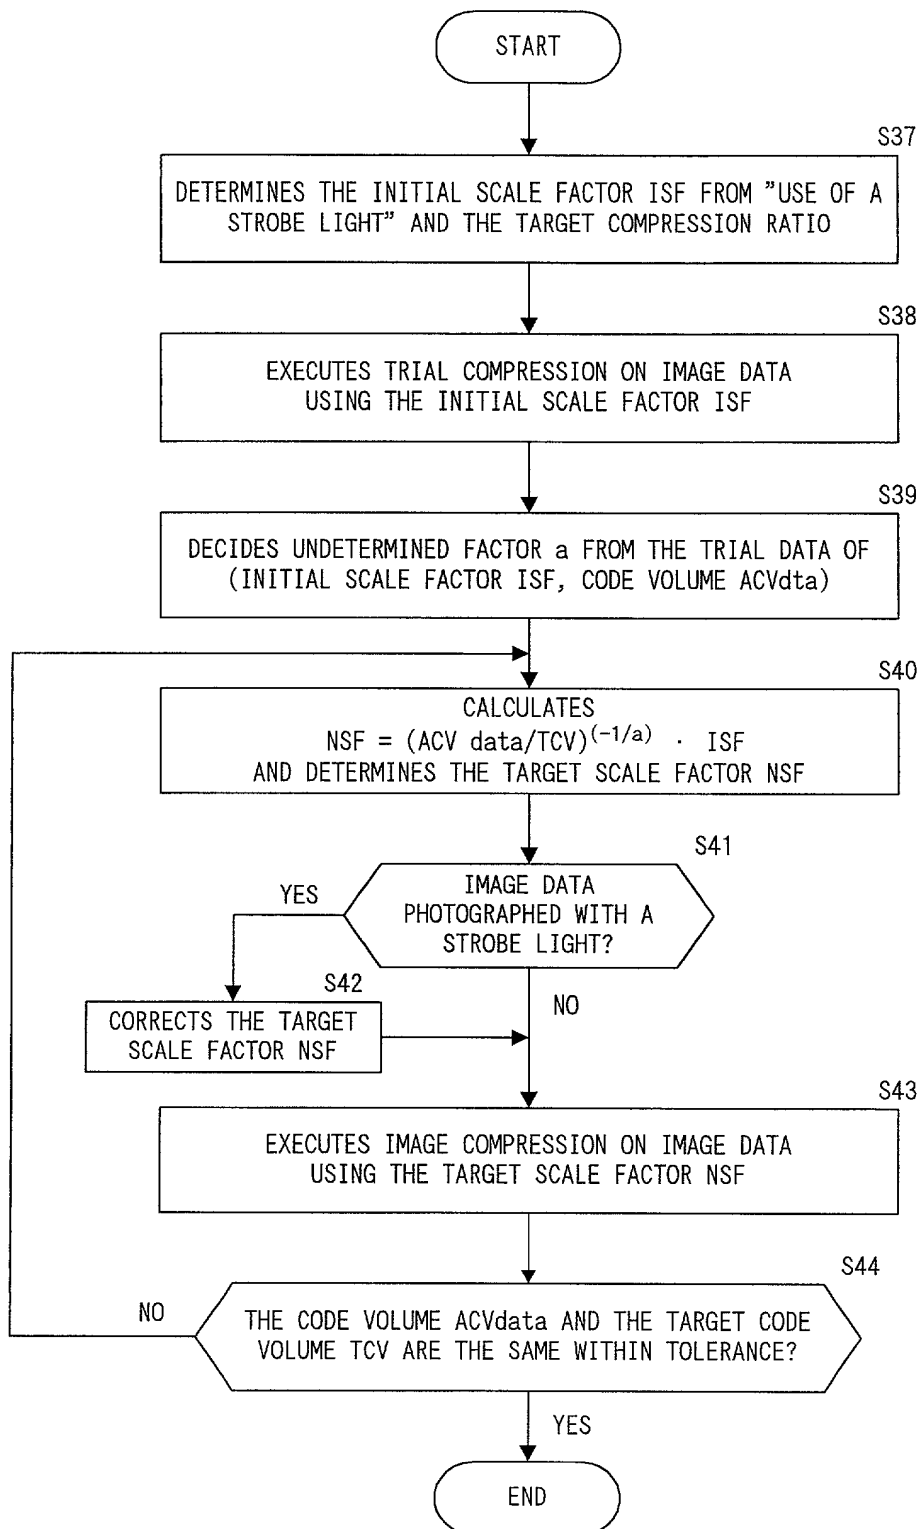 START
S37
DETERMINES THE INITIAL SCALE FACTOR ISF FROM "USE OF A
STROBE LIGHT" AND THE TARGET COMPRESSION RATIO
S38
EXECUTES TRIAL COMPRESSION ON IMAGE DATA
USING THE INITIAL SCALE FACTOR ISF
S39
DECIDES UNDETERMINED FACTOR a FROM THE TRIAL DATA OF
(INITIAL SCALE FACTOR ISF, CODE VOLUME ACVdta)
S40
CALCULATES
NSF = (ACV data/TCV)^(-1/a) · ISF
AND DETERMINES THE TARGET SCALE FACTOR NSF
S41
IMAGE DATA
PHOTOGRAPHED WITH A
STROBE LIGHT?
YES
NO
S42
CORRECTS THE TARGET
SCALE FACTOR NSF
S43
EXECUTES IMAGE COMPRESSION ON IMAGE DATA
USING THE TARGET SCALE FACTOR NSF
S44
THE CODE VOLUME ACVdata AND THE TARGET CODE
VOLUME TCV ARE THE SAME WITHIN TOLERANCE?
NO
YES
END